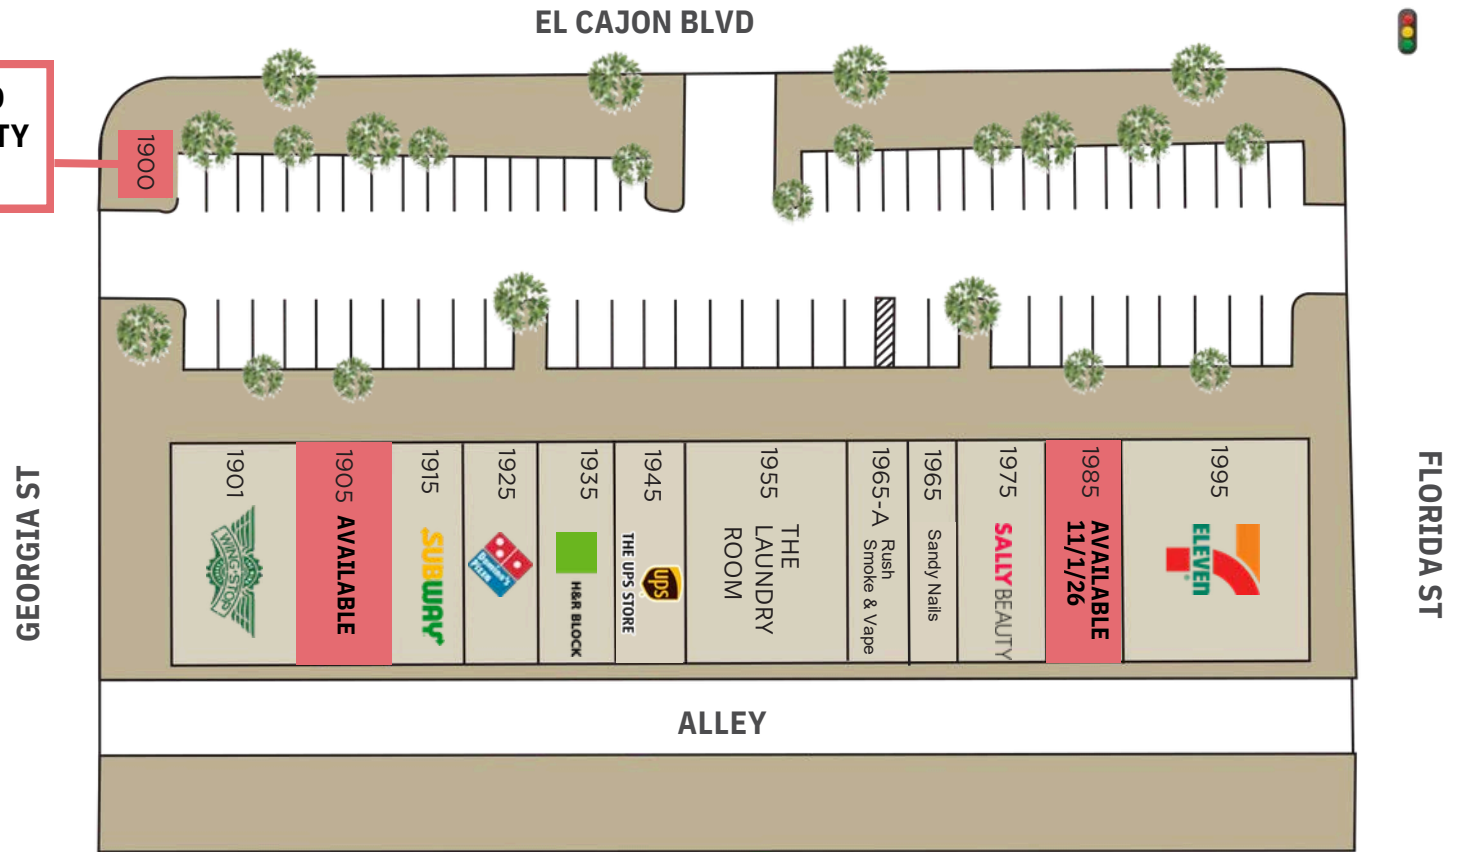 EL CAJON BLVD
TY
1900
1901
WING·STOP
1905 AVAILABLE
1915
SUBWAY
1925
Domino's
Pizza
1935
H&R BLOCK
1945
ups
THE UPS STORE
1955
THE
LAUNDRY
ROOM
1965-A Rush
Smoke & Vape
1965 Sandy Nails
1975
SALLY BEAUTY
1985 AVAILABLE
11/1/26
1995
7
ELEVEN
GEORGIA ST
FLORIDA ST
ALLEY